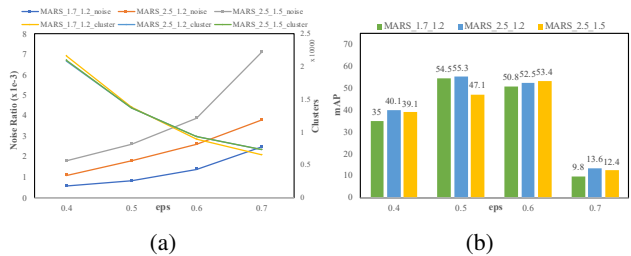 MARS_1.7_1.2_noise MARS_2.5_1.2_noise MARS_2.5_1.5_noise
MARS_1.7_1.2_cluster MARS_2.5_1.2_cluster MARS_2.5_1.5_cluster
Noise Ratio (x1e-3)
8
7
6
5
4
3
2
1
0
2.5
2
1.5
1
0.5
0
x 10000
Clusters
0.4 0.5 0.6 0.7
eps
(a)
MARS_1.7_1.2 MARS_2.5_1.2 MARS_2.5_1.5
mAP
70
60
50
40
30
20
10
0
35 40.1 39.1
54.5 55.3 47.1
50.8 52.5 53.4
9.8 13.6 12.4
0.4 0.5 0.6 0.7
eps
(b)